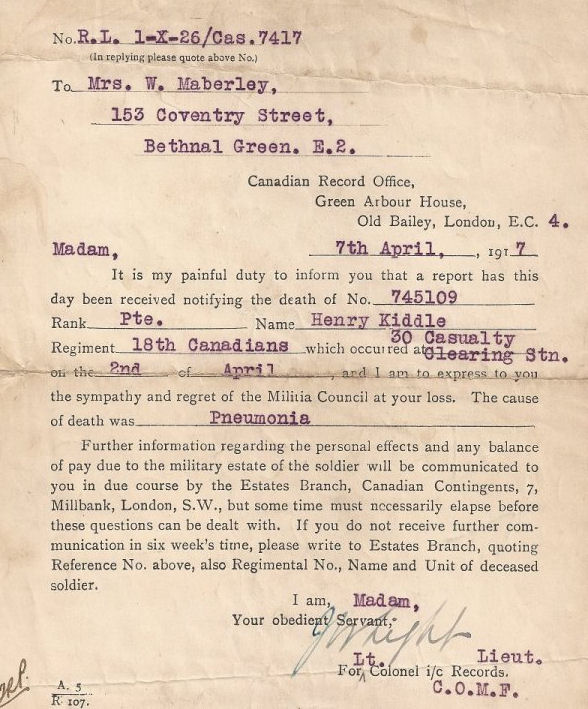 No. R.L. 1-X-26/Cas.7417
(In replying please quote above No.)
To Mrs. W. Maberley,
153 Coventry Street,
Bethnal Green. E.2.
Canadian Record Office,
Green Arbour House,
Old Bailey, London, E.C. 4.
Madam, 7th April, , 1917
It is my painful duty to inform you that a report has this
day been received notifying the death of No. 745109
Rank Pte. Name Henry Kiddle
Regiment 18th Canadians which occurred at 30 Casualty
Clearing Stn.
on the 2nd of April , and I am to express to you
the sympathy and regret of the Militia Council at your loss. The cause
of death was Pneumonia
Further information regarding the personal effects and any balance
of pay due to the military estate of the soldier will be communicated to
you in due course by the Estates Branch, Canadian Contingents, 7,
Millbank, London, S.W., but some time must necessarily elapse before
these questions can be dealt with. If you do not receive further com-
munication in six week's time, please write to Estates Branch, quoting
Reference No. above, also Regimental No., Name and Unit of deceased
soldier.
I am, Madam,
Your obedient Servant,
Lt. Lieut.
For Colonel i/c Records.
C.O.M.F.
A. 5
R 107.